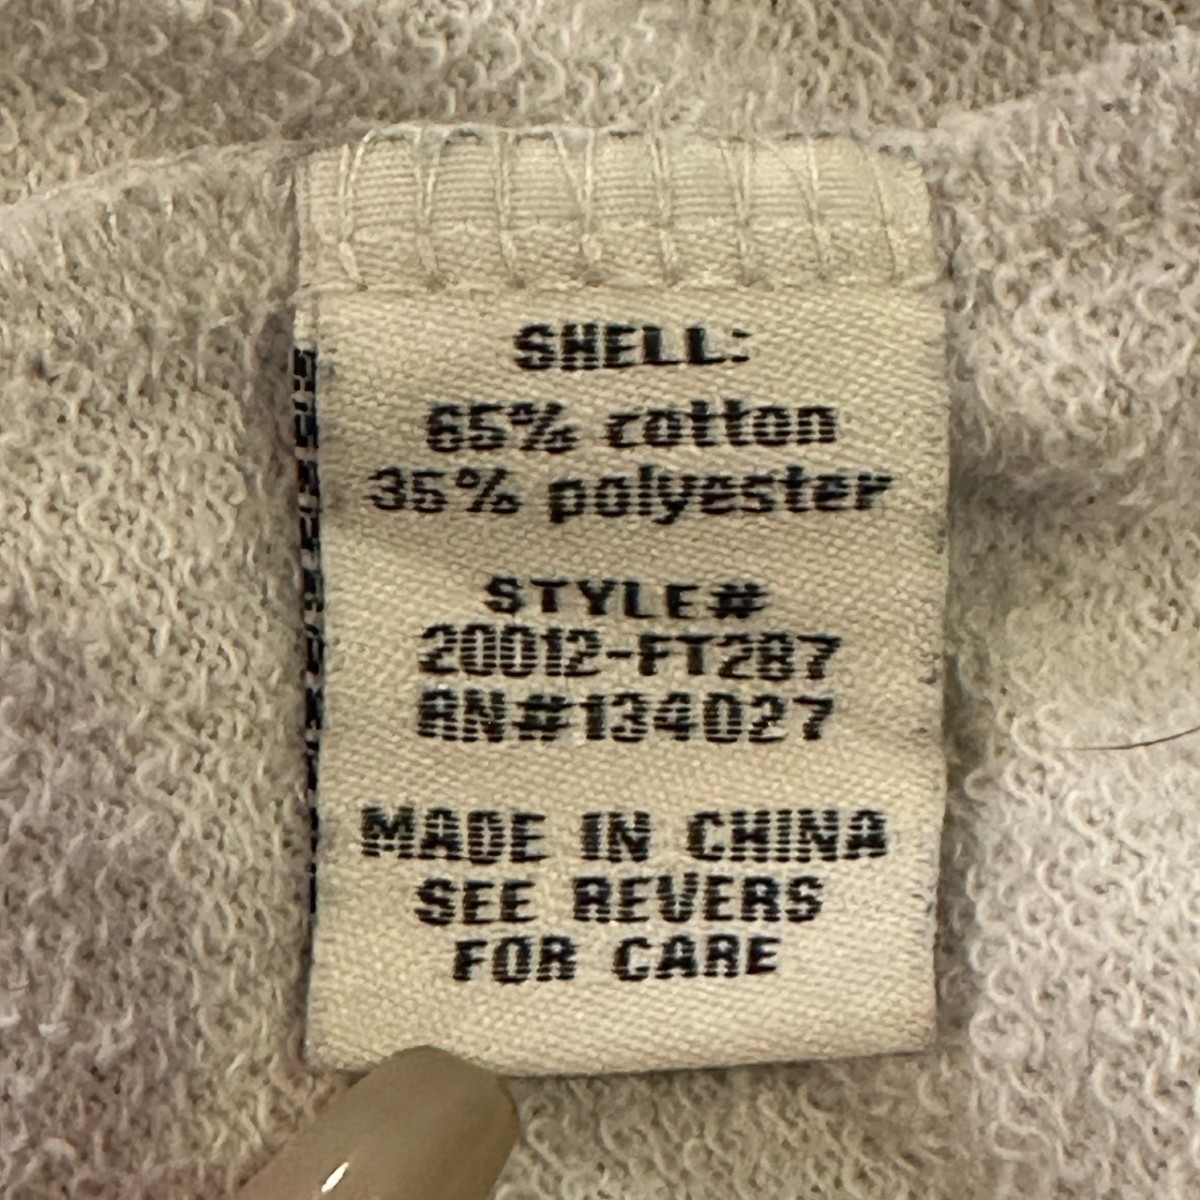 SHELL:
65% cotton
35% polyester
STYLE#
20012-FT287
RN#134027
MADE IN CHINA
SEE REVERS
FOR CARE